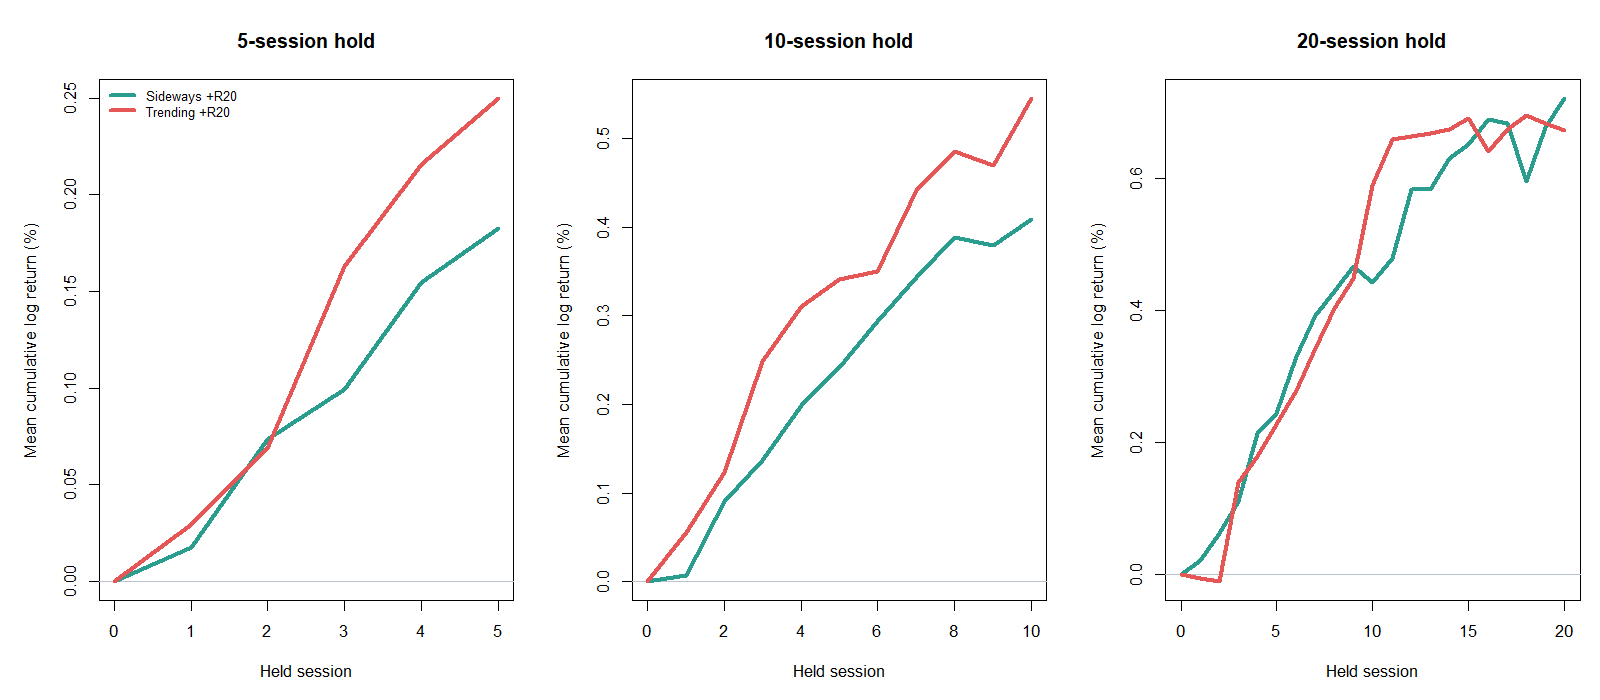 5-session hold
10-session hold
20-session hold
Sideways +R20
Trending +R20
Mean cumulative log return (%)
0.25
0.20
0.15
0.10
0.05
0.00
0 1 2 3 4 5
Held session
Mean cumulative log return (%)
0.5
0.4
0.3
0.2
0.1
0.0
0 2 4 6 8 10
Held session
Mean cumulative log return (%)
0.6
0.4
0.2
0.0
0 5 10 15 20
Held session